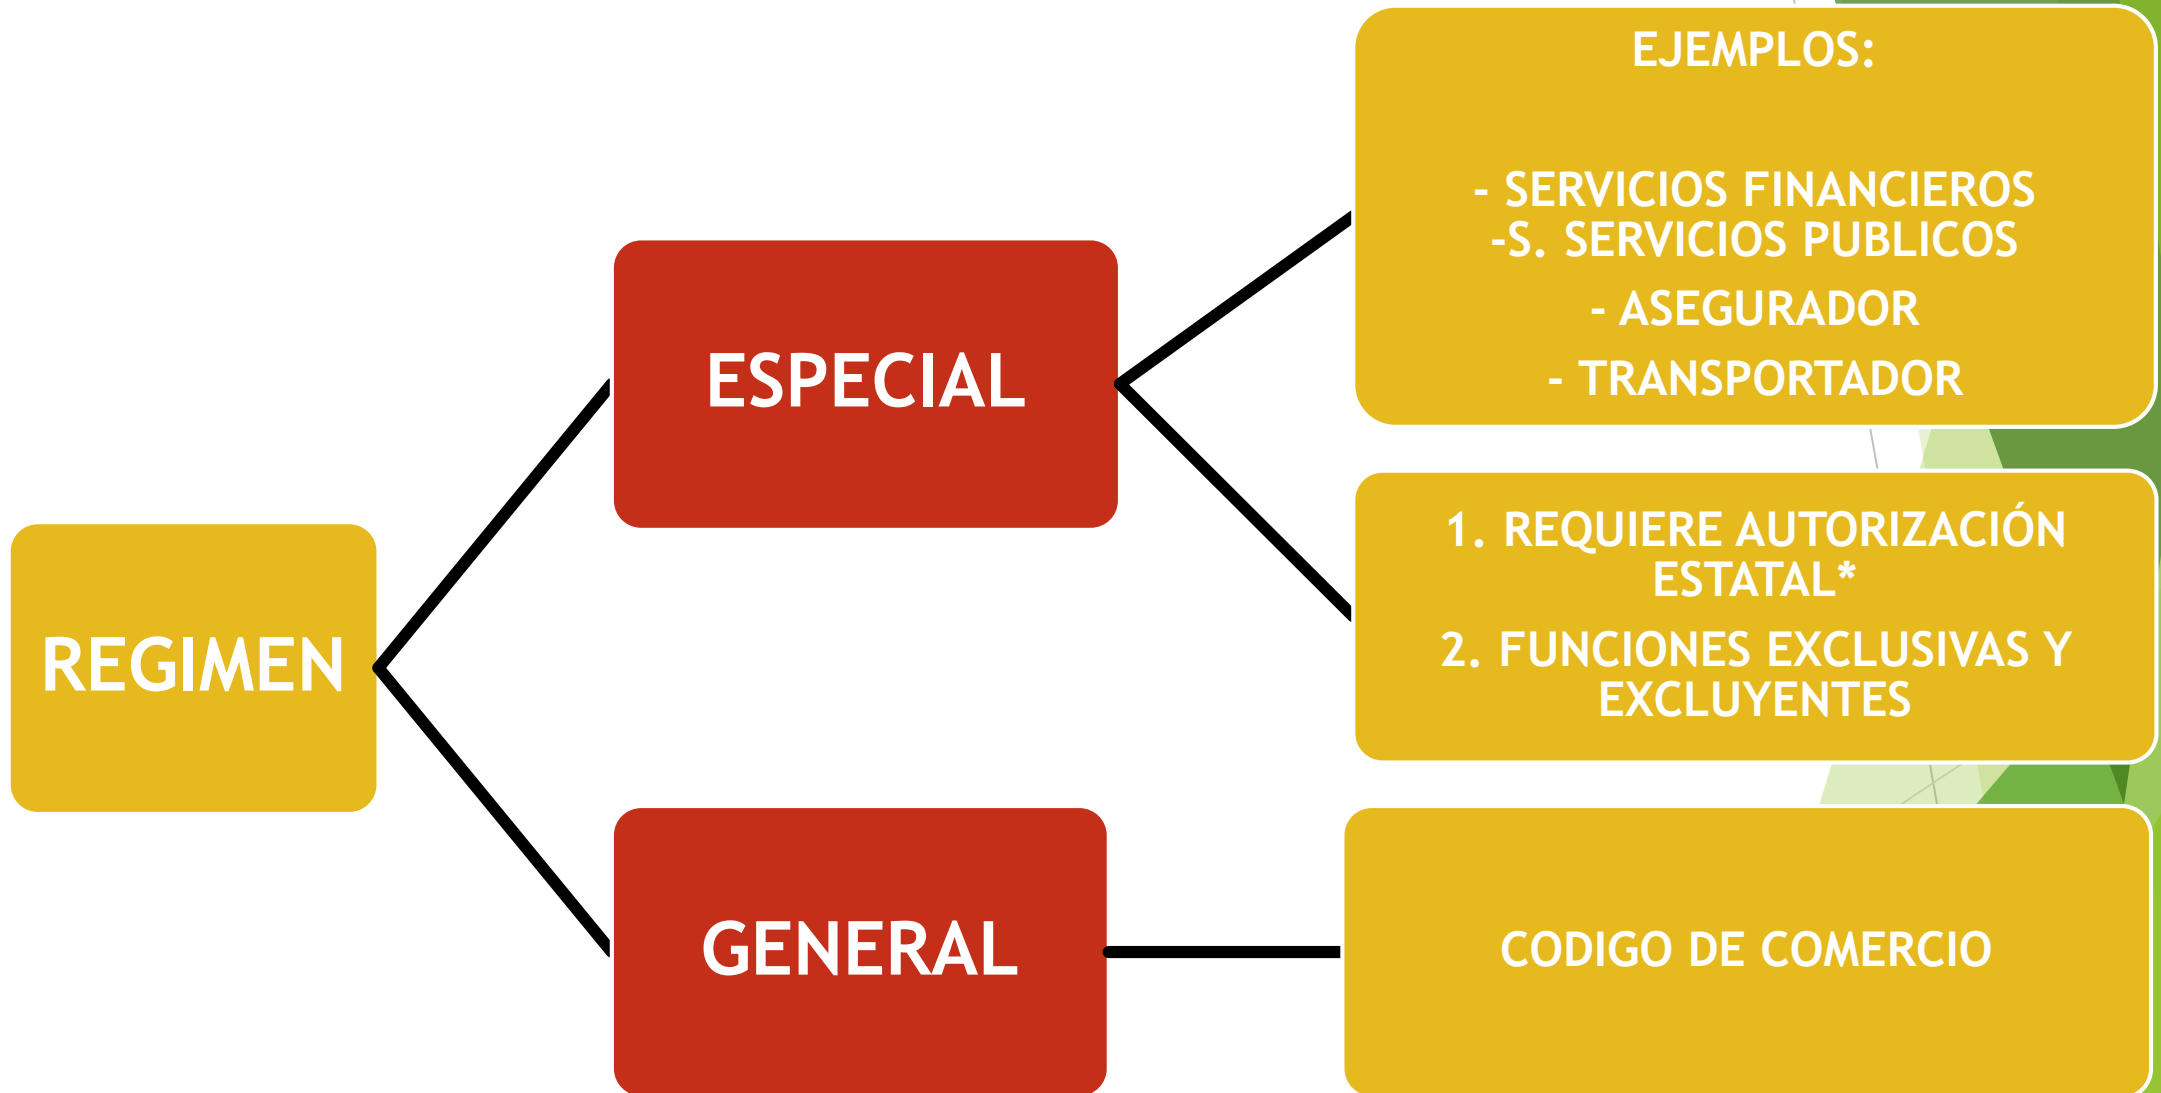 REGIMEN
ESPECIAL
EJEMPLOS:
- SERVICIOS FINANCIEROS
-S. SERVICIOS PUBLICOS
- ASEGURADOR
- TRANSPORTADOR
1. REQUIERE AUTORIZACIÓN
ESTATAL*
2. FUNCIONES EXCLUSIVAS Y
EXCLUYENTES
GENERAL
CODIGO DE COMERCIO